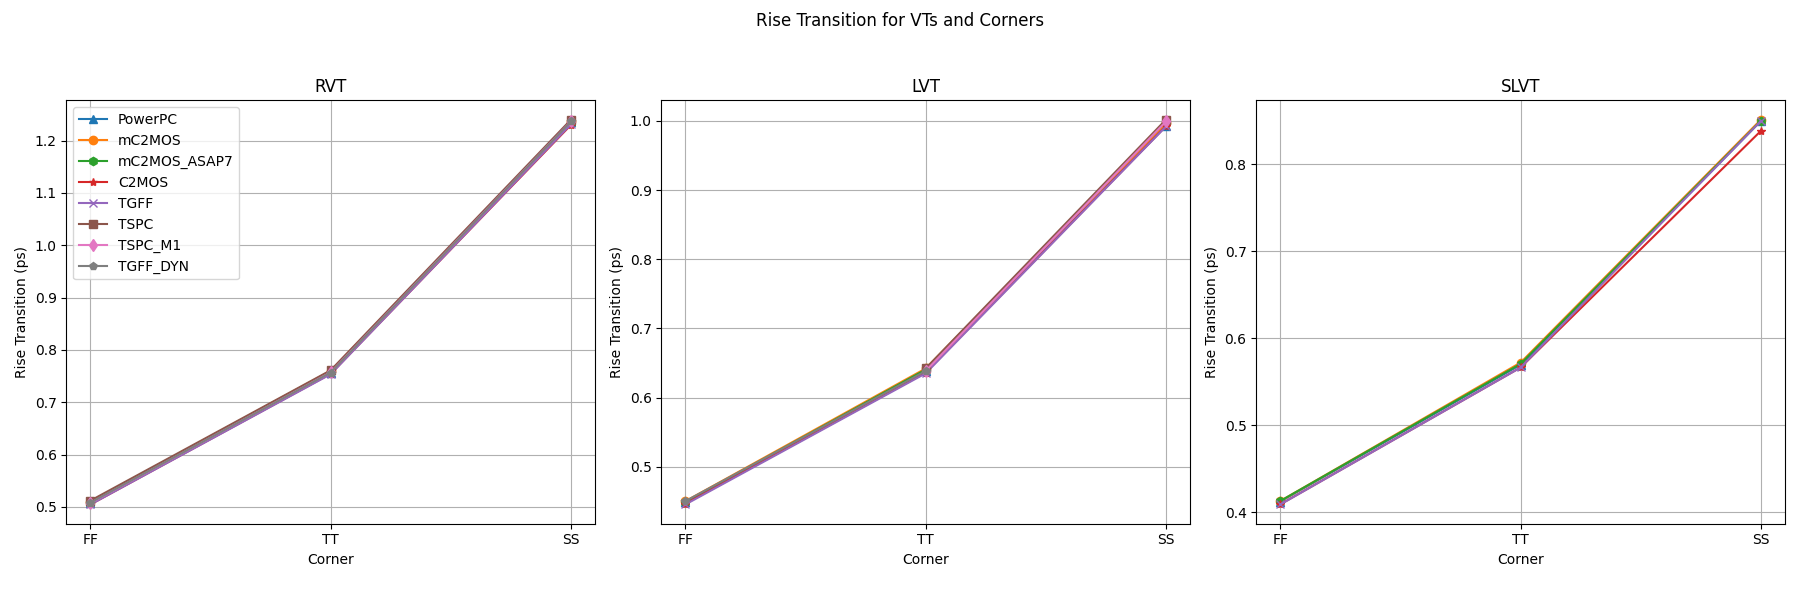 Rise Transition for VTs and Corners
RVT
Rise Transition (ps)
1.2
1.1
1.0
0.9
0.8
0.7
0.6
0.5
PowerPC
mC2MOS
mC2MOS_ASAP7
C2MOS
TGFF
TSPC
TSPC_M1
TGFF_DYN
FF TT SS
Corner
LVT
Rise Transition (ps)
1.0
0.9
0.8
0.7
0.6
0.5
FF TT SS
Corner
SLVT
Rise Transition (ps)
0.8
0.7
0.6
0.5
0.4
FF TT SS
Corner